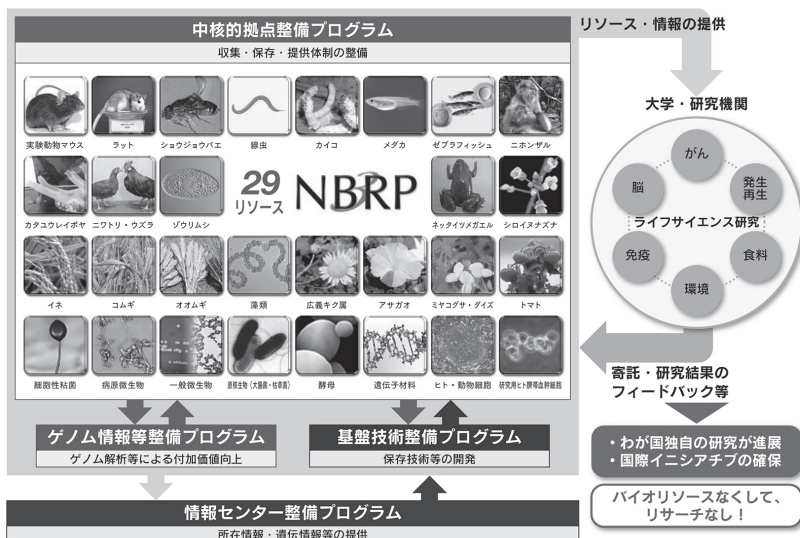 中核的拠点整備プログラム
収集・保存・提供体制の整備
実験動物マウス
ラット
ショウジョウバエ
線虫
カイコ
メダカ
ゼブラフィッシュ
ニホンザル
カタユウレイボヤ
ニワトリ・ウズラ
ゾウリムシ
29
リソース
NBRP
3
ネッタイツメガエル
シロイヌナズナ
イネ
コムギ
オオムギ
藻類
広義キク属
アサガオ
ミヤコグサ・ダイズ
トマト
細胞性粘菌
病原微生物
一般微生物
原核生物(大腸菌・枯草菌)
酵母
遺伝子材料
ヒト・動物細胞
研究用ヒト臍帯血幹細胞
ゲノム情報等整備プログラム
ゲノム解析等による付加価値向上
基盤技術整備プログラム
保存技術等の開発
情報センター整備プログラム
所在情報・遺伝情報等の提供
リソース・情報の提供
大学・研究機関
がん
脳
発生
再生
ライフサイエンス研究
免疫
食料
環境
寄託・研究結果の
フィードバック等
・わが国独自の研究が進展
・国際イニシアチブの確保
バイオリソースなくして、
リサーチなし!